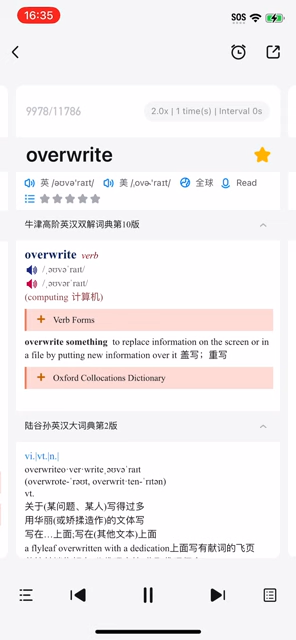 16:35
SOS
9978/11786
2.0x | 1 time(s) | Interval 0s
overwrite
英 /əʊvə'raɪt/ 美 /ˌovɚ'raɪt/ 全球 Read
牛津高阶英汉双解词典第10版
overwrite verb
/ˌəʊvəˈraɪt/
/ˌəʊvərˈraɪt/
(computing 计算机)
+ Verb Forms
overwrite something to replace information on the screen or in
a file by putting new information over it 盖写；重写
+ Oxford Collocations Dictionary
陆谷孙英汉大词典第2版
vi.|vt.|n.|
overwriteo·ver·write¸əʊvəˈraɪt
(overwrote-ˈrəʊt, overwrit·ten-ˈrɪtən)
vt.
关于(某问题、某人)写得过多
用华丽(或矫揉造作)的文体写
写在…上面;写在(其他文本)上面
a flyleaf overwritten with a dedication上面写有献词的飞页